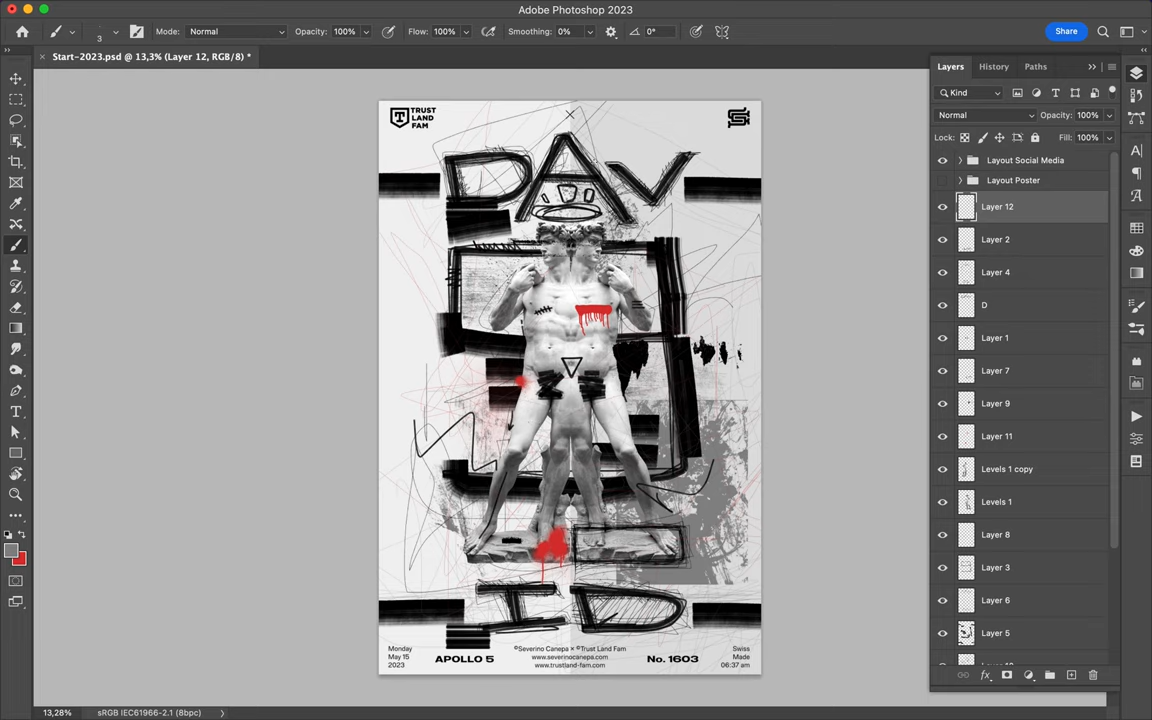 Adobe Photoshop 2023
3
Mode: Normal
Opacity: 100%
Flow: 100%
Smoothing: 0%
0°
Share
Start-2023.psd @ 13,3% (Layer 12, RGB/8) *
Layers
History
Paths
Kind
Normal
Opacity: 100%
Lock:
Fill: 100%
Layout Social Media
Layout Poster
Layer 12
Layer 2
Layer 4
D
Layer 1
Layer 7
Layer 9
Layer 11
Levels 1 copy
Levels 1
Layer 8
Layer 3
Layer 6
Layer 5
fx
TRUST
LAND
FAM
DAV
ID
Monday
May 15
2023
APOLLO 5
©Severino Canepa × ©Trust Land Fam
www.severinocanepa.com
www.trustland-fam.com
No. 1603
Swiss
Made
06:37 am
13,28%
sRGB IEC61966-2.1 (8bpc)